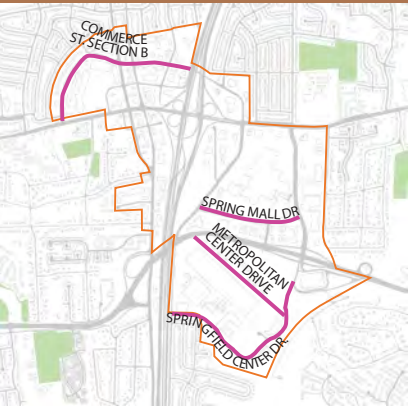 COMMERCE
ST. SECTION B
SPRING MALL DR
METROPOLITAN
CENTER DRIVE
SPRINGFIELD CENTER DR.